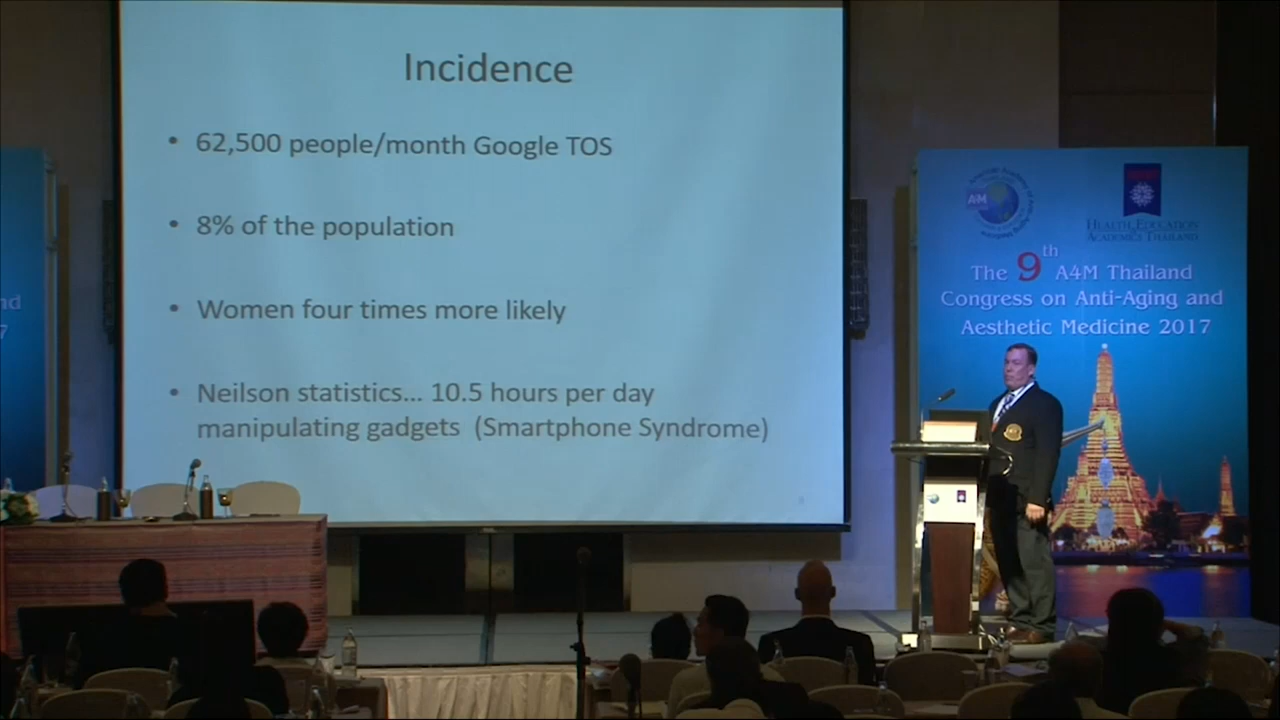 Incidence
• 62,500 people/month Google TOS
• 8% of the population
• Women four times more likely
• Neilson statistics... 10.5 hours per day
manipulating gadgets (Smartphone Syndrome)
nd
7
A4M
HEALTH EDUCATION
ACADEMICS THAILAND
The 9th A4M Thailand
Congress on Anti-Aging and
Aesthetic Medicine 2017